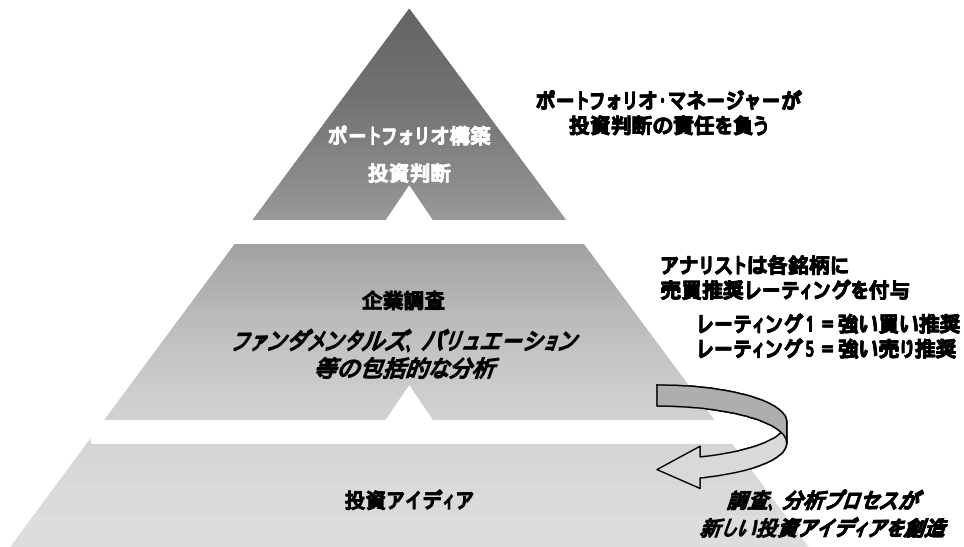 ポートフォリオ・マネージャーが
投資判断の責任を負う
ポートフォリオ構築
投資判断
アナリストは各銘柄に
売買推奨レーティングを付与
レーティング1 = 強い買い推奨
レーティング5 = 強い売り推奨
企業調査
ファンダメンタルズ、バリュエーション
等の包括的な分析
投資アイディア
調査、分析プロセスが
新しい投資アイディアを創造